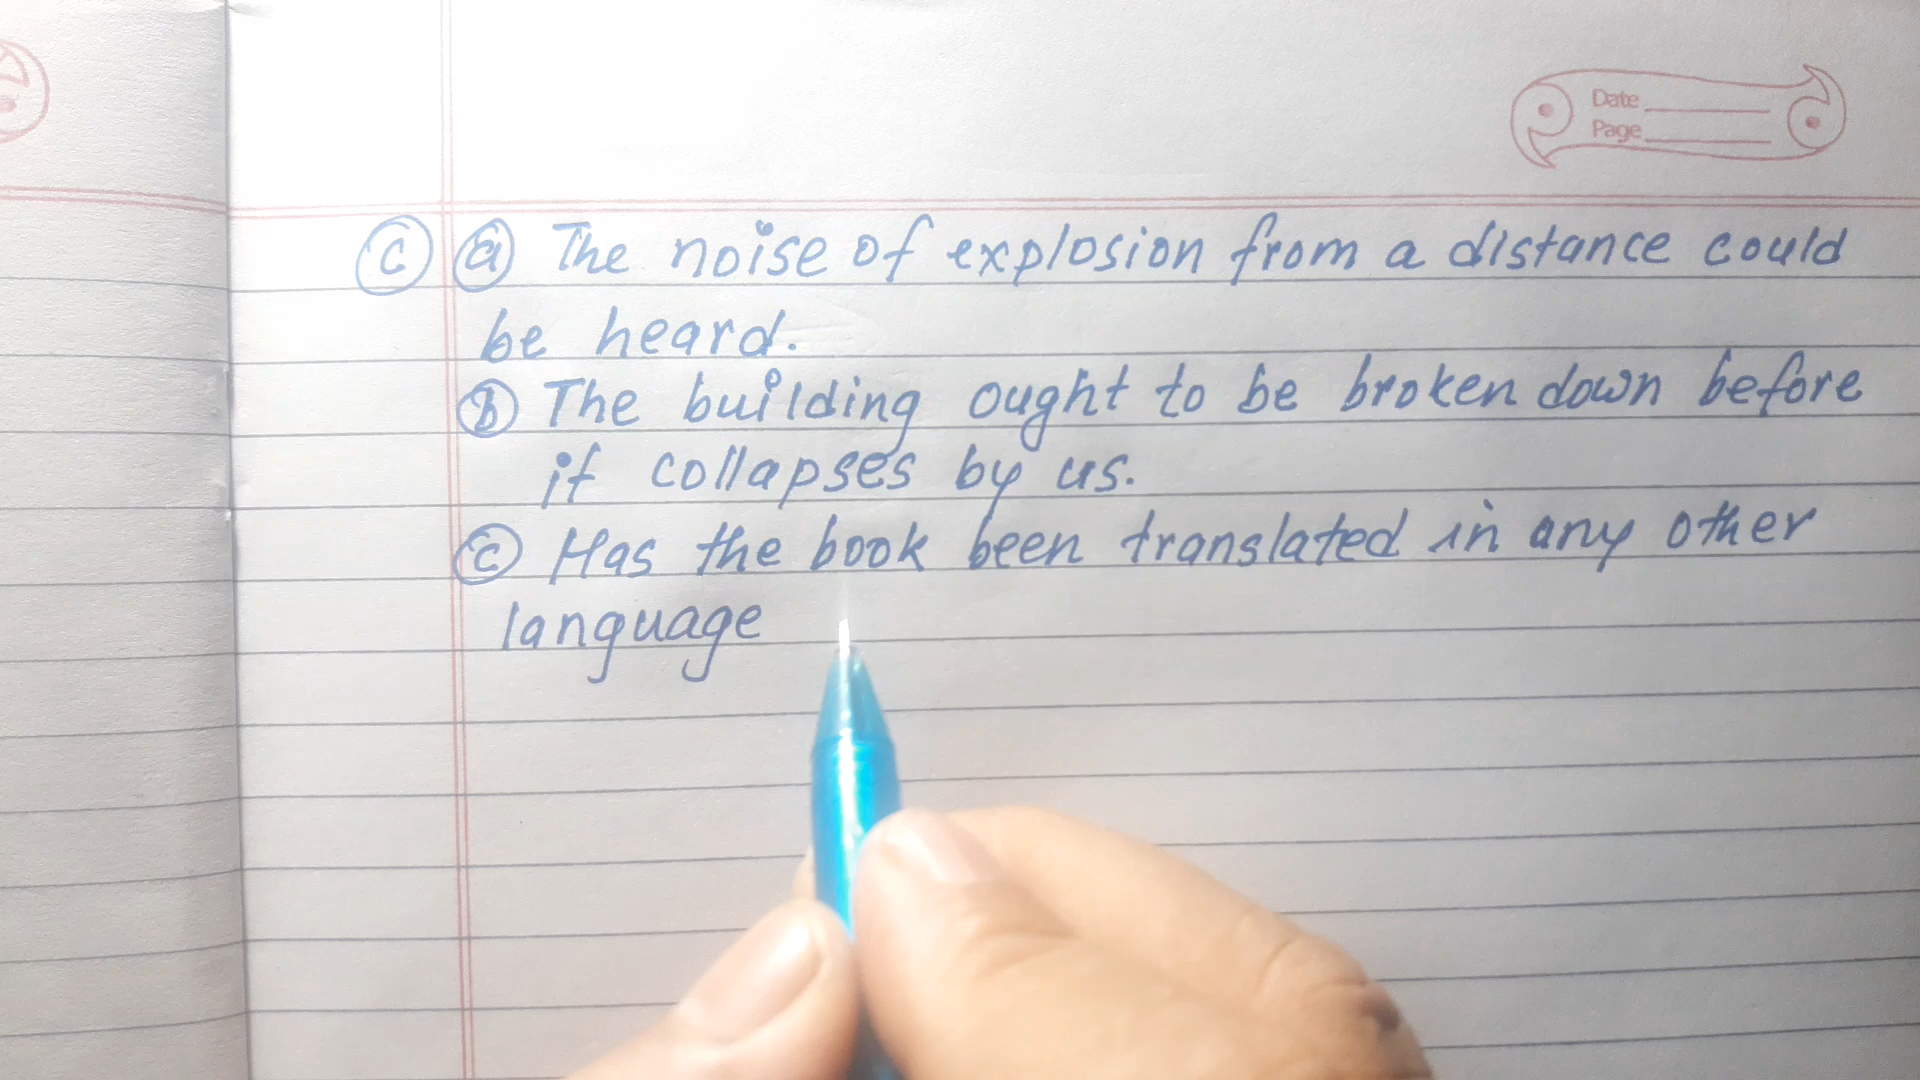 Date
Page
C a The noise of explosion from a distance could
be heard.
b The building ought to be broken down before
it collapses by us.
c Has the book been translated in any other
language